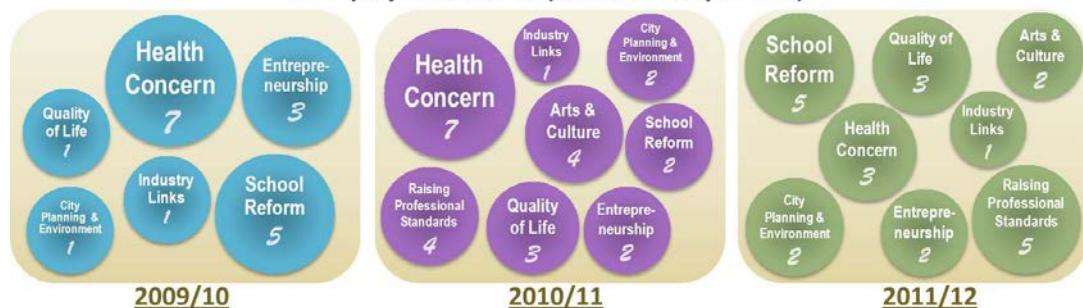 Health
Concern
7
Entrepre-
neurship
3
Quality
of Life
1
Industry
Links
1
School
Reform
5
City
Planning &
Environment
1
2009/10
Health
Concern
7
Industry
Links
1
City
Planning &
Environment
2
Arts &
Culture
4
School
Reform
2
Raising
Professional
Standards
4
Quality
of Life
3
Entrepre-
neurship
2
2010/11
School
Reform
5
Quality of
Life
3
Arts &
Culture
2
Health
Concern
3
Industry
Links
1
City
Planning &
Environment
2
Entrepre-
neurship
2
Raising
Professional
Standards
5
2011/12